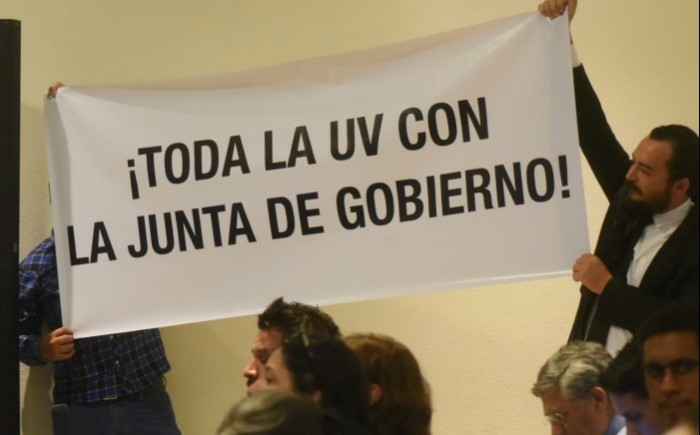 ¡TODA LA UV CON
LA JUNTA DE GOBIERNO!